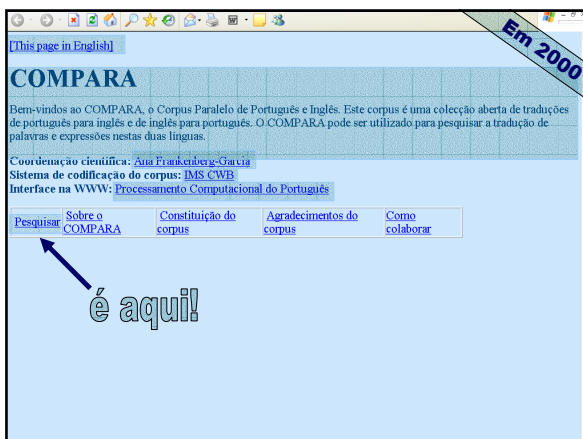 Em 2000
[This page in English]
COMPARA
Bem-vindos ao COMPARA, o Corpus Paralelo de Português e Inglês. Este corpus é uma colecção aberta de traduções
de português para inglês e de inglês para português. O COMPARA pode ser utilizado para pesquisar a tradução de
palavras e expressões nestas duas línguas.
Coordenação científica: Ana Frankenberg-Garcia
Sistema de codificação do corpus: IMS CWB
Interface na WWW: Processamento Computacional do Português
Pesquisar
Sobre o
COMPARA
Constituição do
corpus
Agradecimentos do
corpus
Como
colaborar
é aqui!